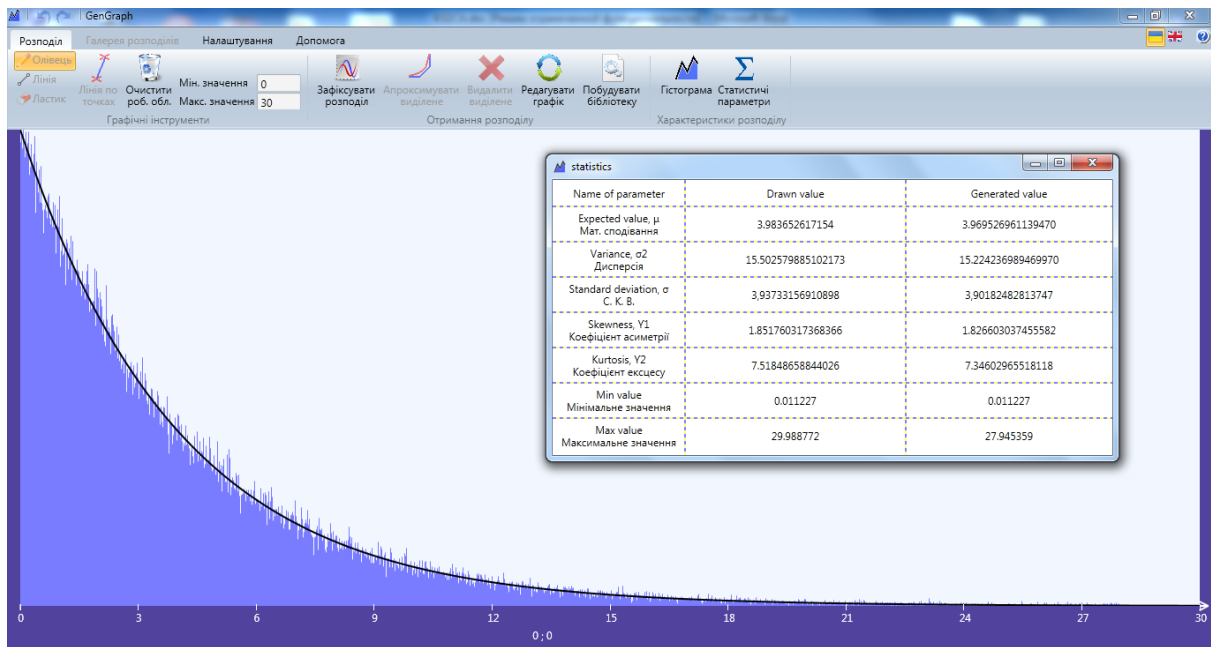 GenGraph
Розподіл Галерея розподілів Налаштування Допомога
Олівець
Лінія
Ластик
Лінія по
точках
Очистити
роб. обл.
Мін. значення 0
Макс. значення 30
Графічні інструменти
Зафіксувати
розподіл
Апроксимувати
виділене
Видалити
виділене
Редагувати
графік
Побудувати
бібліотеку
Отримання розподілу
Гістограма
Статистичі
параметри
Характеристики розподілу
statistics
Name of parameter Drawn value Generated value
Expected value, μ
Мат. сподівання
3.983652617154 3.969526961139470
Variance, σ2
Дисперсія
15.502579885102173 15.224236989469970
Standard deviation, σ
С. К. В.
3,93733156910898 3,90182482813747
Skewness, Y1
Коефіцієнт асиметрії
1.851760317368366 1.826603037455582
Kurtosis, Y2
Коефіцієнт ексцесу
7.51848658844026 7.34602965518118
Min value
Мінімальне значення
0.011227 0.011227
Max value
Максимальне значення
29.988772 27.945359
0 3 6 9 12 15 18 21 24 27 30
0 ; 0